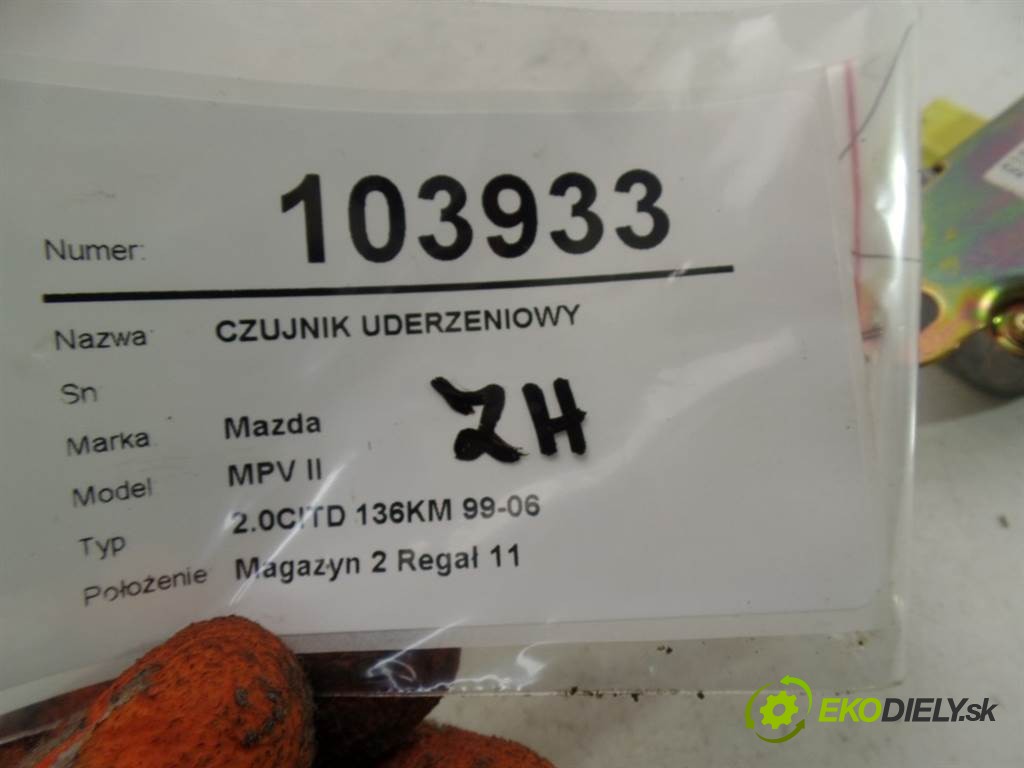 Numer: 103933
Nazwa: CZUJNIK UDERZENIOWY
Sn
Marka Mazda
Model MPV II
Typ 2.0CITD 136KM 99-06
Położenie Magazyn 2 Regał 11
ZH
EKODIELY.sk